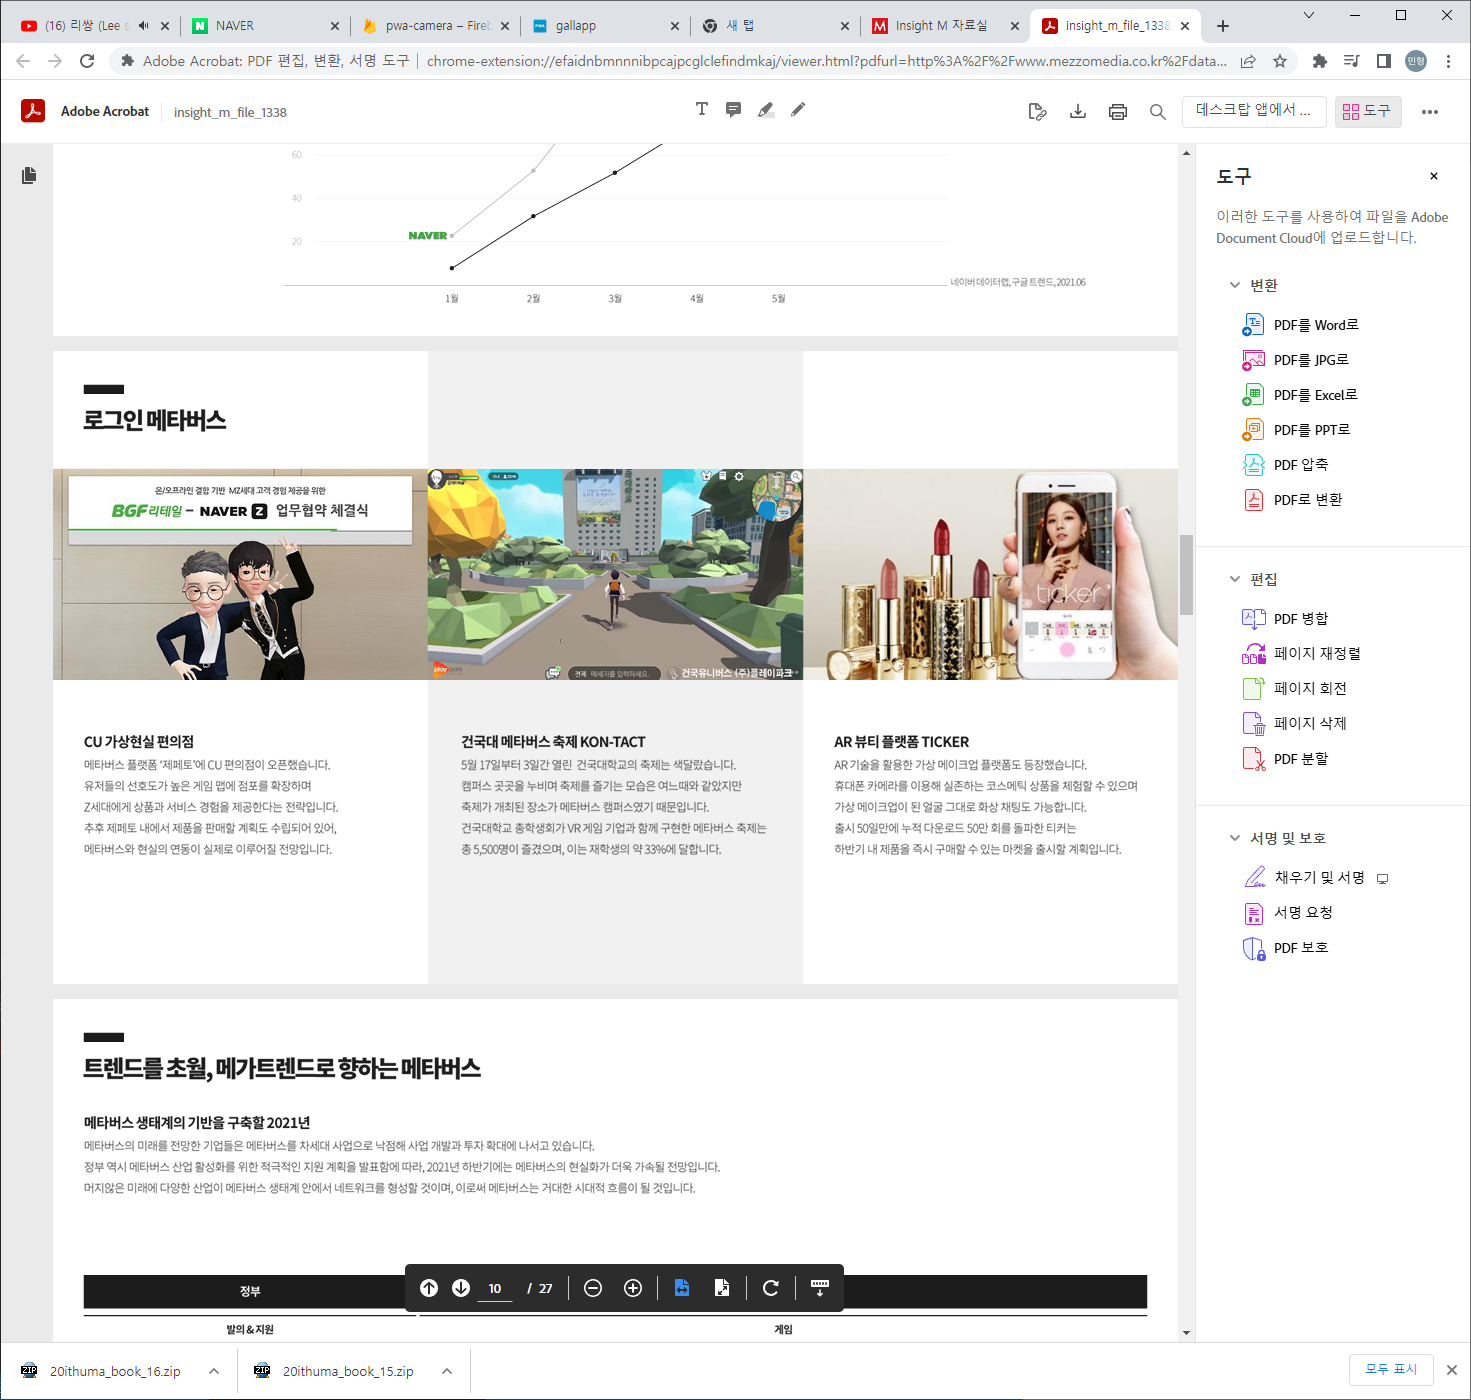 (16) 리쌍 (Lee s
NAVER
pwa-camera – Fireb
gallapp
새 탭
Insight M 자료실
insight_m_file_1338
Adobe Acrobat: PDF 편집, 변환, 서명 도구
chrome-extension://efaidnbmnnnibpcajpcglclefindmkaj/viewer.html?pdfurl=http%3A%2F%2Fwww.mezzomedia.co.kr%2Fdata...
민형
Adobe Acrobat
insight_m_file_1338
데스크탑 앱에서 ...
도구
60
40
20
NAVER
1월
2월
3월
4월
5월
네이버 데이터랩, 구글 트렌드, 2021.06
로그인 메타버스
온/오프라인 결합 기반 MZ세대 고객 경험 제공을 위한
BGF리테일 – NAVER Z 업무협약 체결식
playpark
전체 메세지를 입력하세요.
건국유니버스 (주)플레이파크
ticker
CU 가상현실 편의점
메타버스 플랫폼 ‘제페토’에 CU 편의점이 오픈했습니다.
유저들의 선호도가 높은 게임 맵에 점포를 확장하며
Z세대에게 상품과 서비스 경험을 제공한다는 전략입니다.
추후 제페토 내에서 제품을 판매할 계획도 수립되어 있어,
메타버스와 현실의 연동이 실제로 이루어질 전망입니다.
건국대 메타버스 축제 KON-TACT
5월 17일부터 3일간 열린 건국대학교의 축제는 색달랐습니다.
캠퍼스 곳곳을 누비며 축제를 즐기는 모습은 여느때와 같았지만
축제가 개최된 장소가 메타버스 캠퍼스였기 때문입니다.
건국대학교 총학생회가 VR 게임 기업과 함께 구현한 메타버스 축제는
총 5,500명이 즐겼으며, 이는 재학생의 약 33%에 달합니다.
AR 뷰티 플랫폼 TICKER
AR 기술을 활용한 가상 메이크업 플랫폼도 등장했습니다.
휴대폰 카메라를 이용해 실존하는 코스메틱 상품을 체험할 수 있으며
가상 메이크업이 된 얼굴 그대로 화상 채팅도 가능합니다.
출시 50일만에 누적 다운로드 50만 회를 돌파한 티커는
하반기 내 제품을 즉시 구매할 수 있는 마켓을 출시할 계획입니다.
트렌드를 초월, 메가트렌드로 향하는 메타버스
메타버스 생태계의 기반을 구축할 2021년
메타버스의 미래를 전망한 기업들은 메타버스를 차세대 사업으로 낙점해 사업 개발과 투자 확대에 나서고 있습니다.
정부 역시 메타버스 산업 활성화를 위한 적극적인 지원 계획을 발표함에 따라, 2021년 하반기에는 메타버스의 현실화가 더욱 가속될 전망입니다.
머지않은 미래에 다양한 산업이 메타버스 생태계 안에서 네트워크를 형성할 것이며, 이로써 메타버스는 거대한 시대적 흐름이 될 것입니다.
정부
발의 & 지원
게임
10 / 27
도구
이러한 도구를 사용하여 파일을 Adobe
Document Cloud에 업로드합니다.
변환
PDF를 Word로
PDF를 JPG로
PDF를 Excel로
PDF를 PPT로
PDF 압축
PDF로 변환
편집
PDF 병합
페이지 재정렬
페이지 회전
페이지 삭제
PDF 분할
서명 및 보호
채우기 및 서명
서명 요청
PDF 보호
20ithuma_book_16.zip
20ithuma_book_15.zip
모두 표시